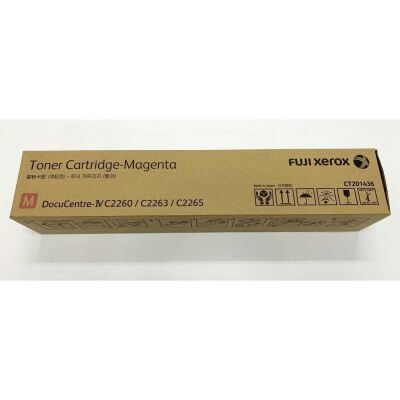 Toner Cartridge-Magenta
FUJI xerox
CT201436
M
DocuCentre-IV C2260 / C2263 / C2265